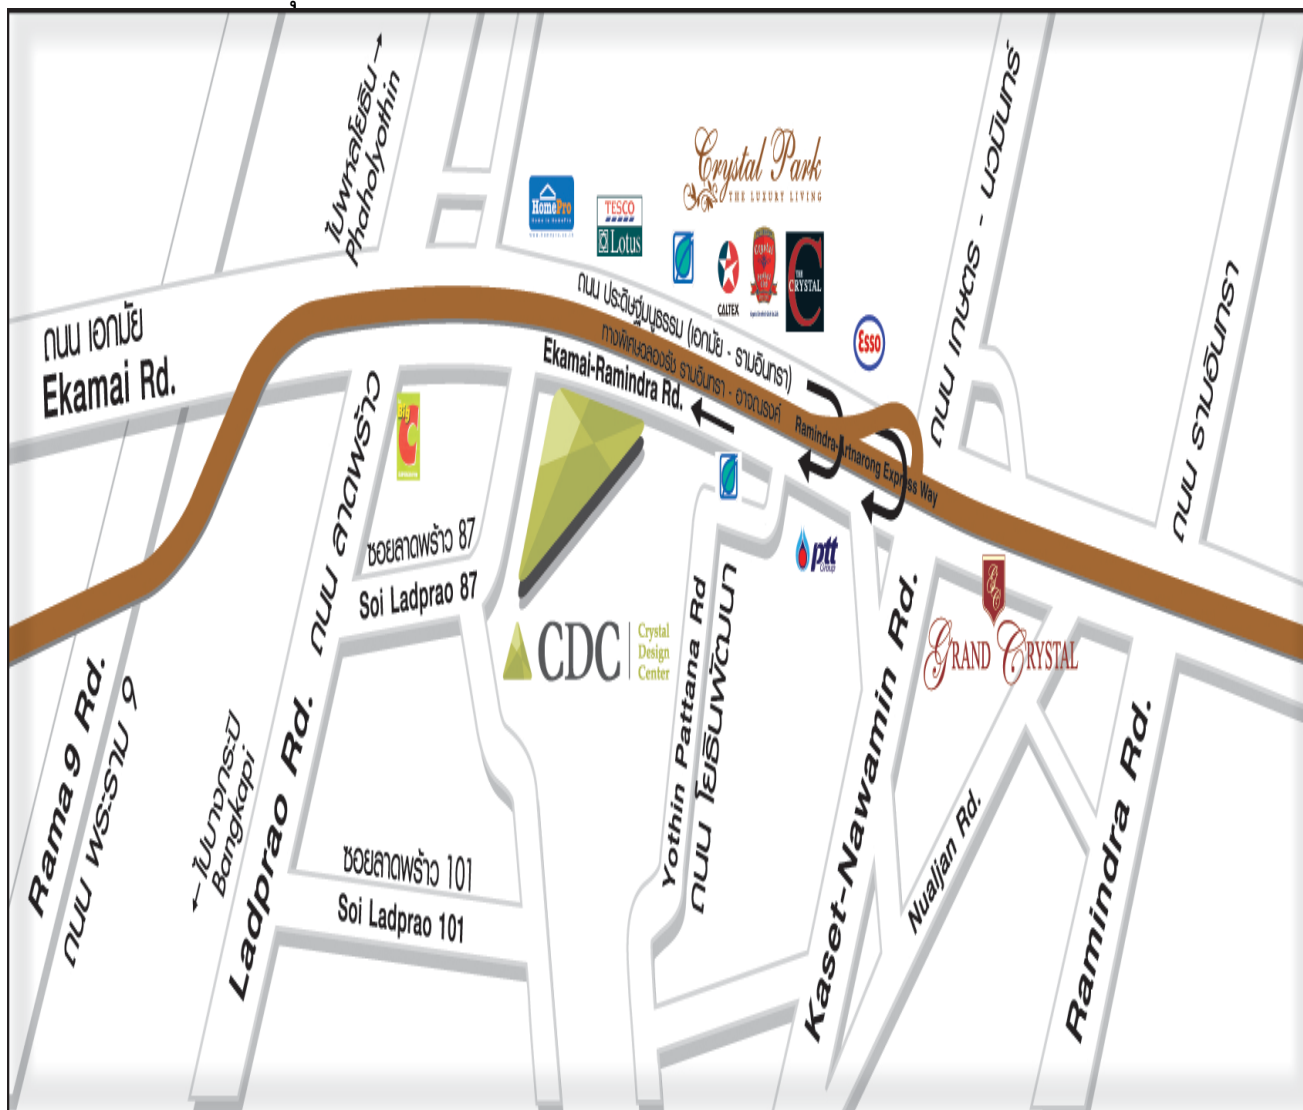 ไปพหลโยธิน →
Phaholyothin
HomePro
TESCO
Lotus
Crystal Park
THE LUXURY LIVING
CALTEX
THE
CRYSTAL
Esso
ถนน เกษตร - นวมินทร์
ถนน รามอินทรา
ถนน เอกมัย
Ekamai Rd.
ถนน ประดิษฐ์มนูธรรม (เอกมัย - รามอินทรา)
ทางพิเศษฉลองรัช รามอินทรา - อาจณรงค์
Ekamai-Ramindra Rd.
Ramindra-Artnarong Express Way
Big
C
ถนน ลาดพร้าว
ซอยลาดพร้าว 87
Soi Ladprao 87
CDC
Crystal
Design
Center
ptt
Group
GC
GRAND CRYSTAL
Rama 9 Rd.
ถนน พระราม 9
← ไปบางกะปิ
Bangkapi
Ladprao Rd.
ซอยลาดพร้าว 101
Soi Ladprao 101
Yothin Pattana Rd
ถนน โยธินพัฒนา
Kaset-Nawamin Rd.
Nualjan Rd.
Ramindra Rd.